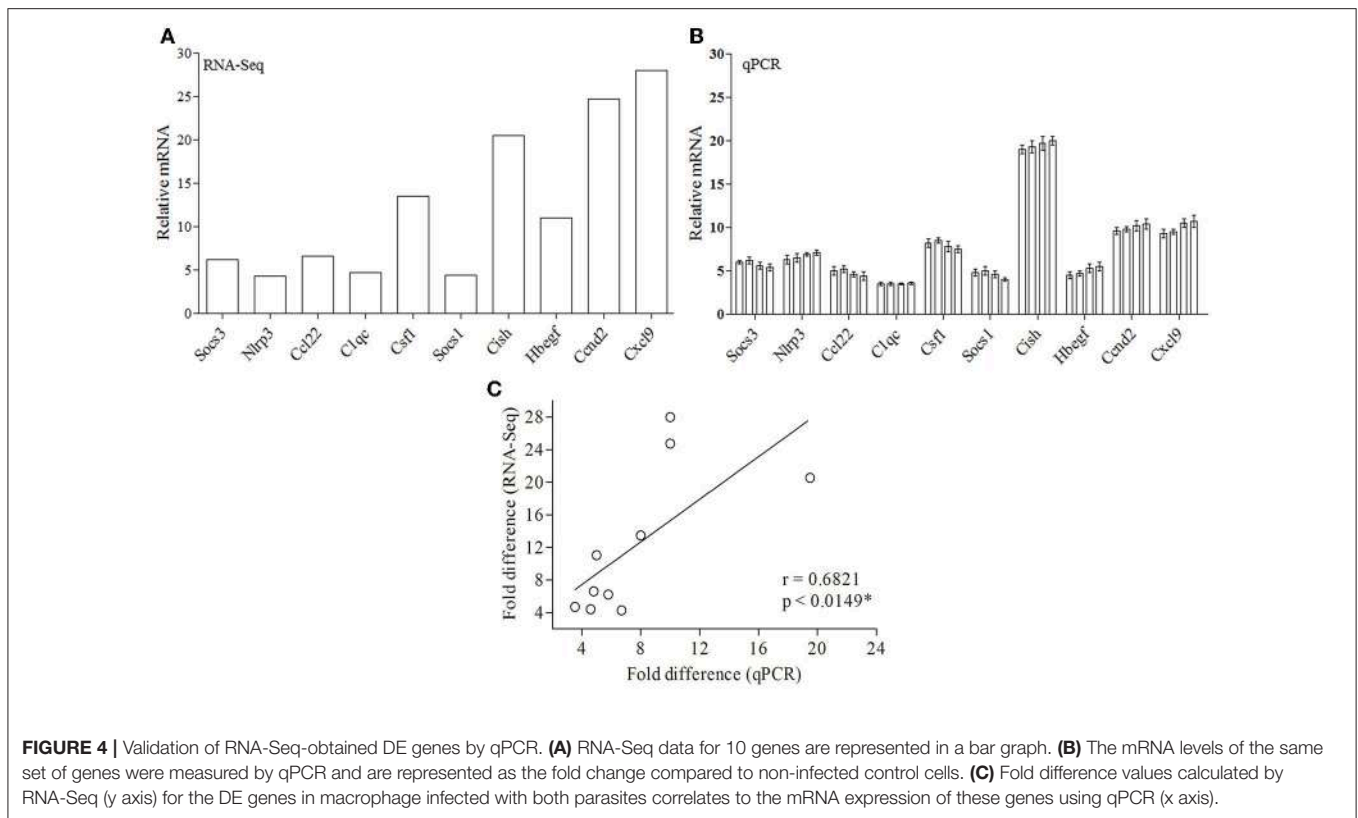 A
RNA-Seq
Relative mRNA
30
25
20
15
10
5
0
Socs3
Nlrp3
Ccl22
C1qc
Csf1
Socs1
Cish
Hbegf
Ccnd2
Cxcl9
B
qPCR
Relative mRNA
30
25
20
15
10
5
0
Socs3
Nlrp3
Ccl22
C1qc
Csf1
Socs1
Cish
Hbegf
Ccnd2
Cxcl9
C
Fold difference (RNA-Seq)
28
24
20
16
12
8
4
r = 0.6821
p < 0.0149*
4 8 12 16 20 24
Fold difference (qPCR)
FIGURE 4 | Validation of RNA-Seq-obtained DE genes by qPCR. (A) RNA-Seq data for 10 genes are represented in a bar graph. (B) The mRNA levels of the same
set of genes were measured by qPCR and are represented as the fold change compared to non-infected control cells. (C) Fold difference values calculated by
RNA-Seq (y axis) for the DE genes in macrophage infected with both parasites correlates to the mRNA expression of these genes using qPCR (x axis).